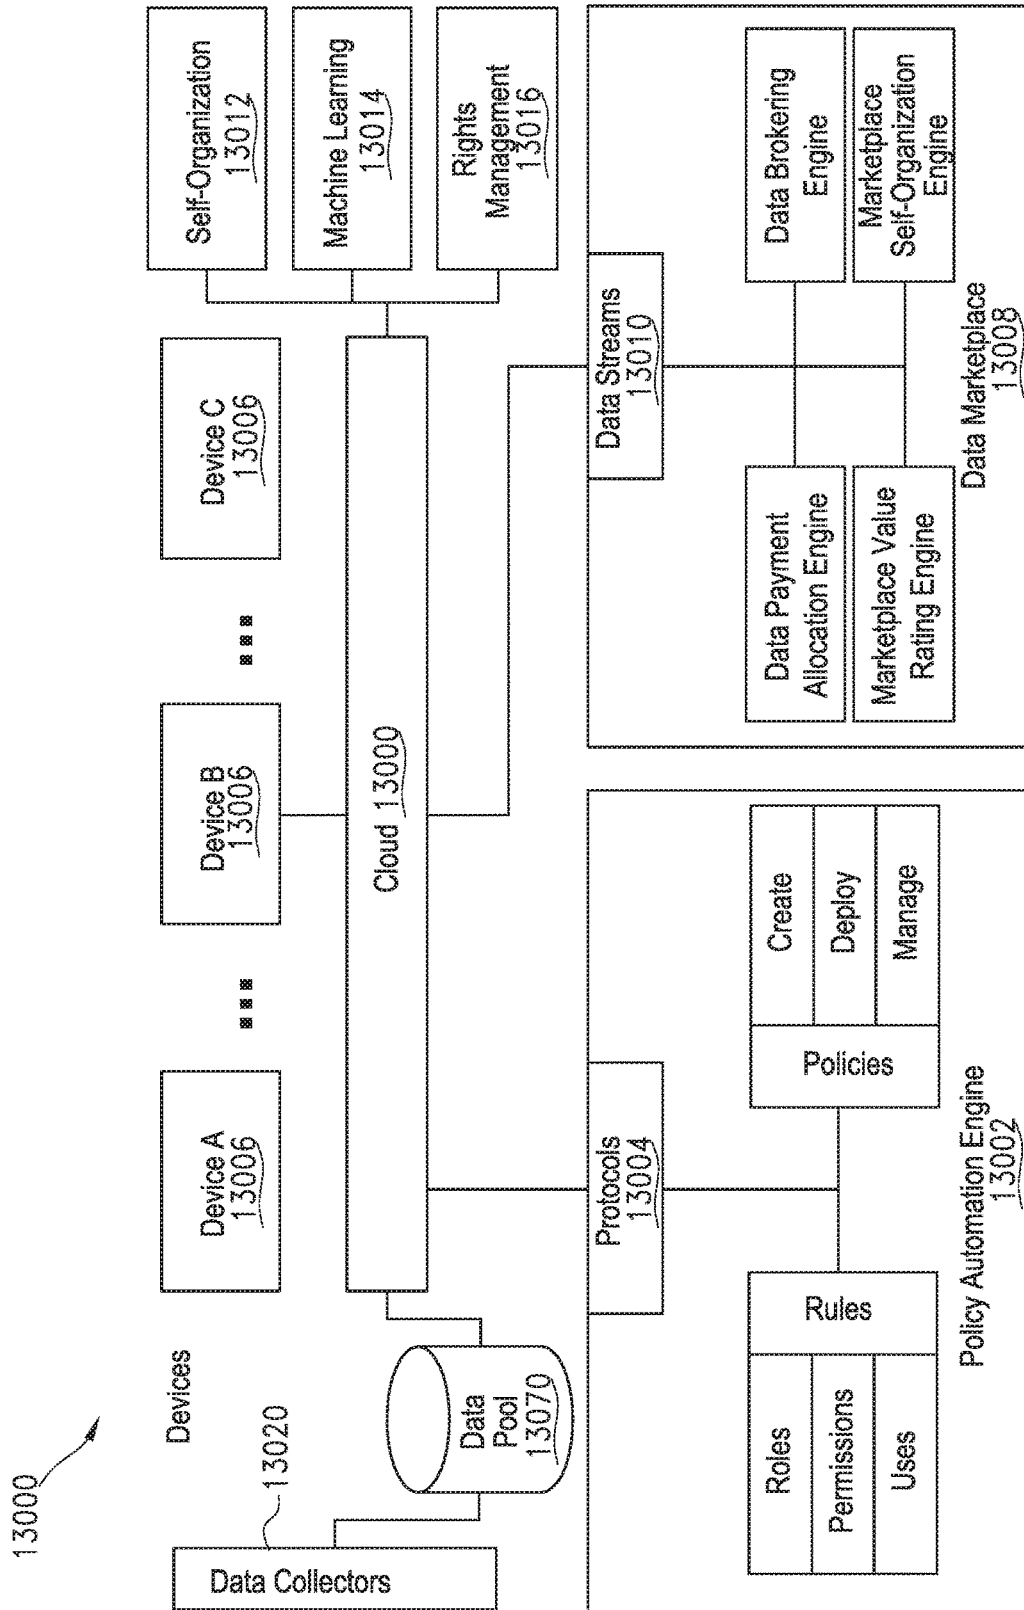 13000
Devices
Device A
13006
Device B
13006
Device C
13006
Self-Organization
13012
Machine Learning
13014
Rights
Management
13016
Cloud 13000
13020
Data Collectors
Data
Pool
13070
Protocols
13004
Rules
Roles
Permissions
Uses
Policies
Create
Deploy
Manage
Policy Automation Engine
13002
Data Streams
13010
Data Payment
Allocation Engine
Data Brokering
Engine
Marketplace Value
Rating Engine
Marketplace
Self-Organization
Engine
Data Marketplace
13008